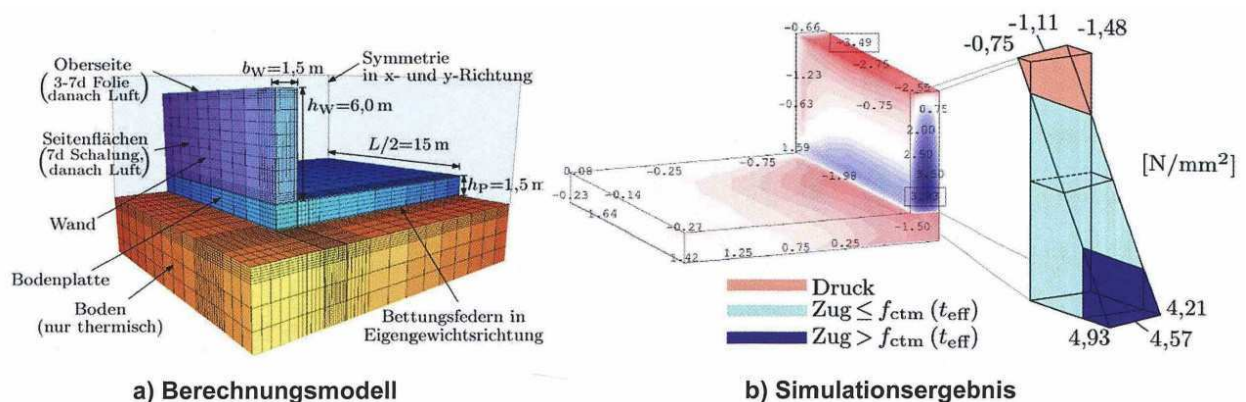 Oberseite
(3-7d Folie
danach Luft)
b_W=1,5 m
Symmetrie
in x- und y-Richtung
h_W=6,0 m
Seitenflächen
(7d Schalung,
danach Luft)
L/2=15 m
h_P=1,5 m
Wand
Bodenplatte
Boden
(nur thermisch)
Bettungsfedern in
Eigengewichtsrichtung
a) Berechnungsmodell
-0.66
-3.49
-2.75
-1.23
-2.55
-0.63
-0.75
0.75
2.00
2.50
1.59
-0.75
-1.98
0.08
-0.25
-0.23
-0.14
1.64
-0.27
-1.50
1.42
1.25
0.75
0.25
-1,11
-0,75
-1,48
[N/mm²]
4,21
4,93
4,57
Druck
Zug ≤ f_ctm (t_eff)
Zug > f_ctm (t_eff)
b) Simulationsergebnis